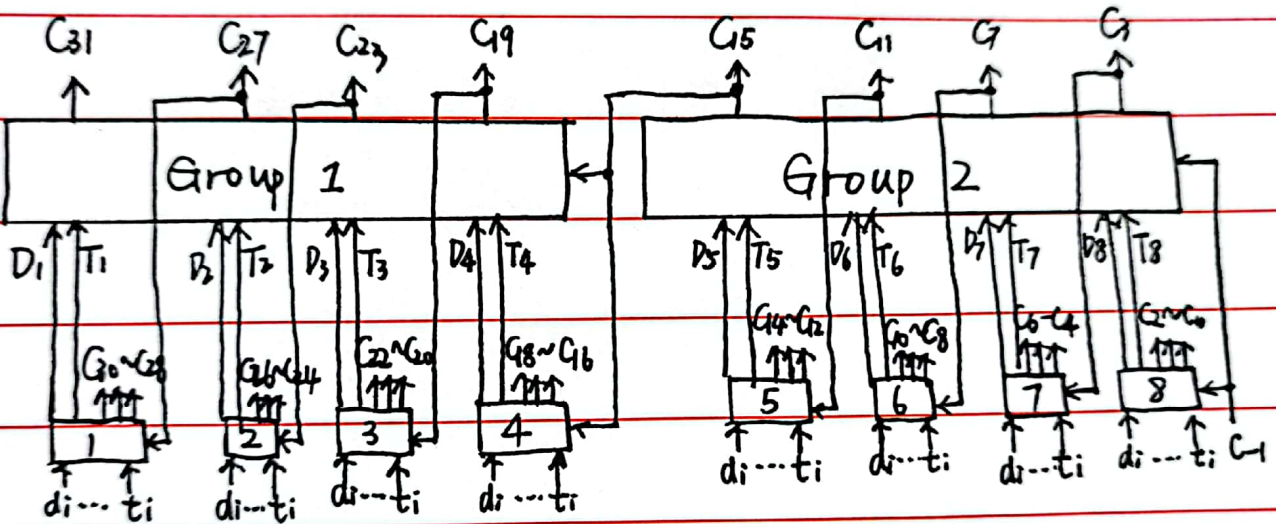 C31 C27 C23 C19 C15 C11 C7 C3
Group 1 Group 2
D1 T1 D2 T2 D3 T3 D4 T4 D5 T5 D6 T6 D7 T7 D8 T8
C30~C28 C26~C24 C22~C20 C18~C16 C14~C12 C10~C8 C6~C4 C2~C0
1 2 3 4 5 6 7 8
di...ti di...ti di...ti di...ti di...ti di...ti di...ti di...ti C-1